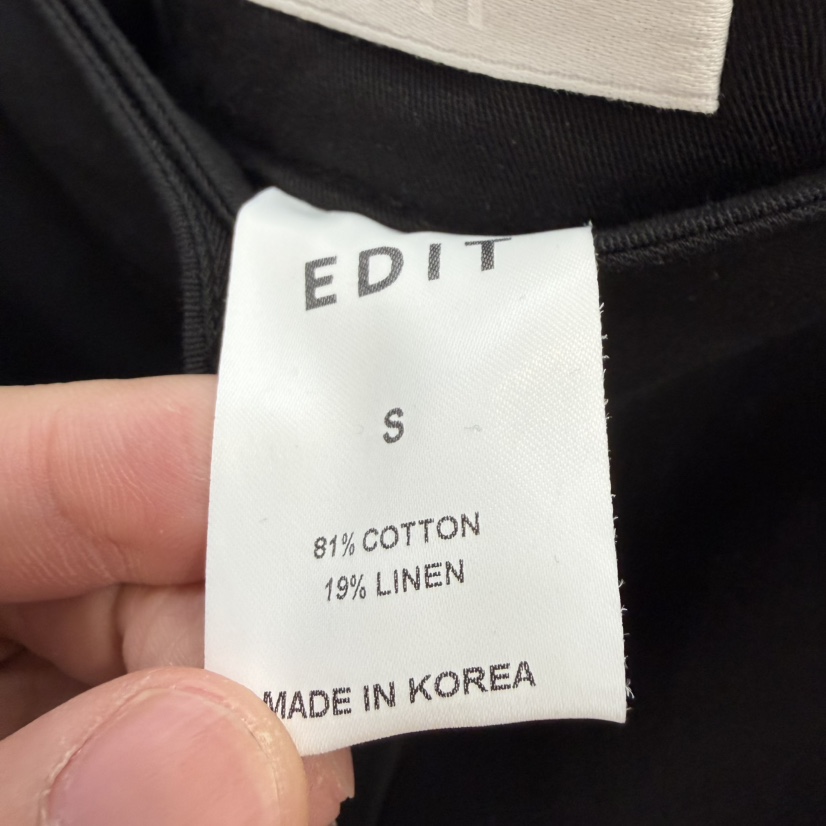 EDIT
S
81% COTTON
19% LINEN
MADE IN KOREA